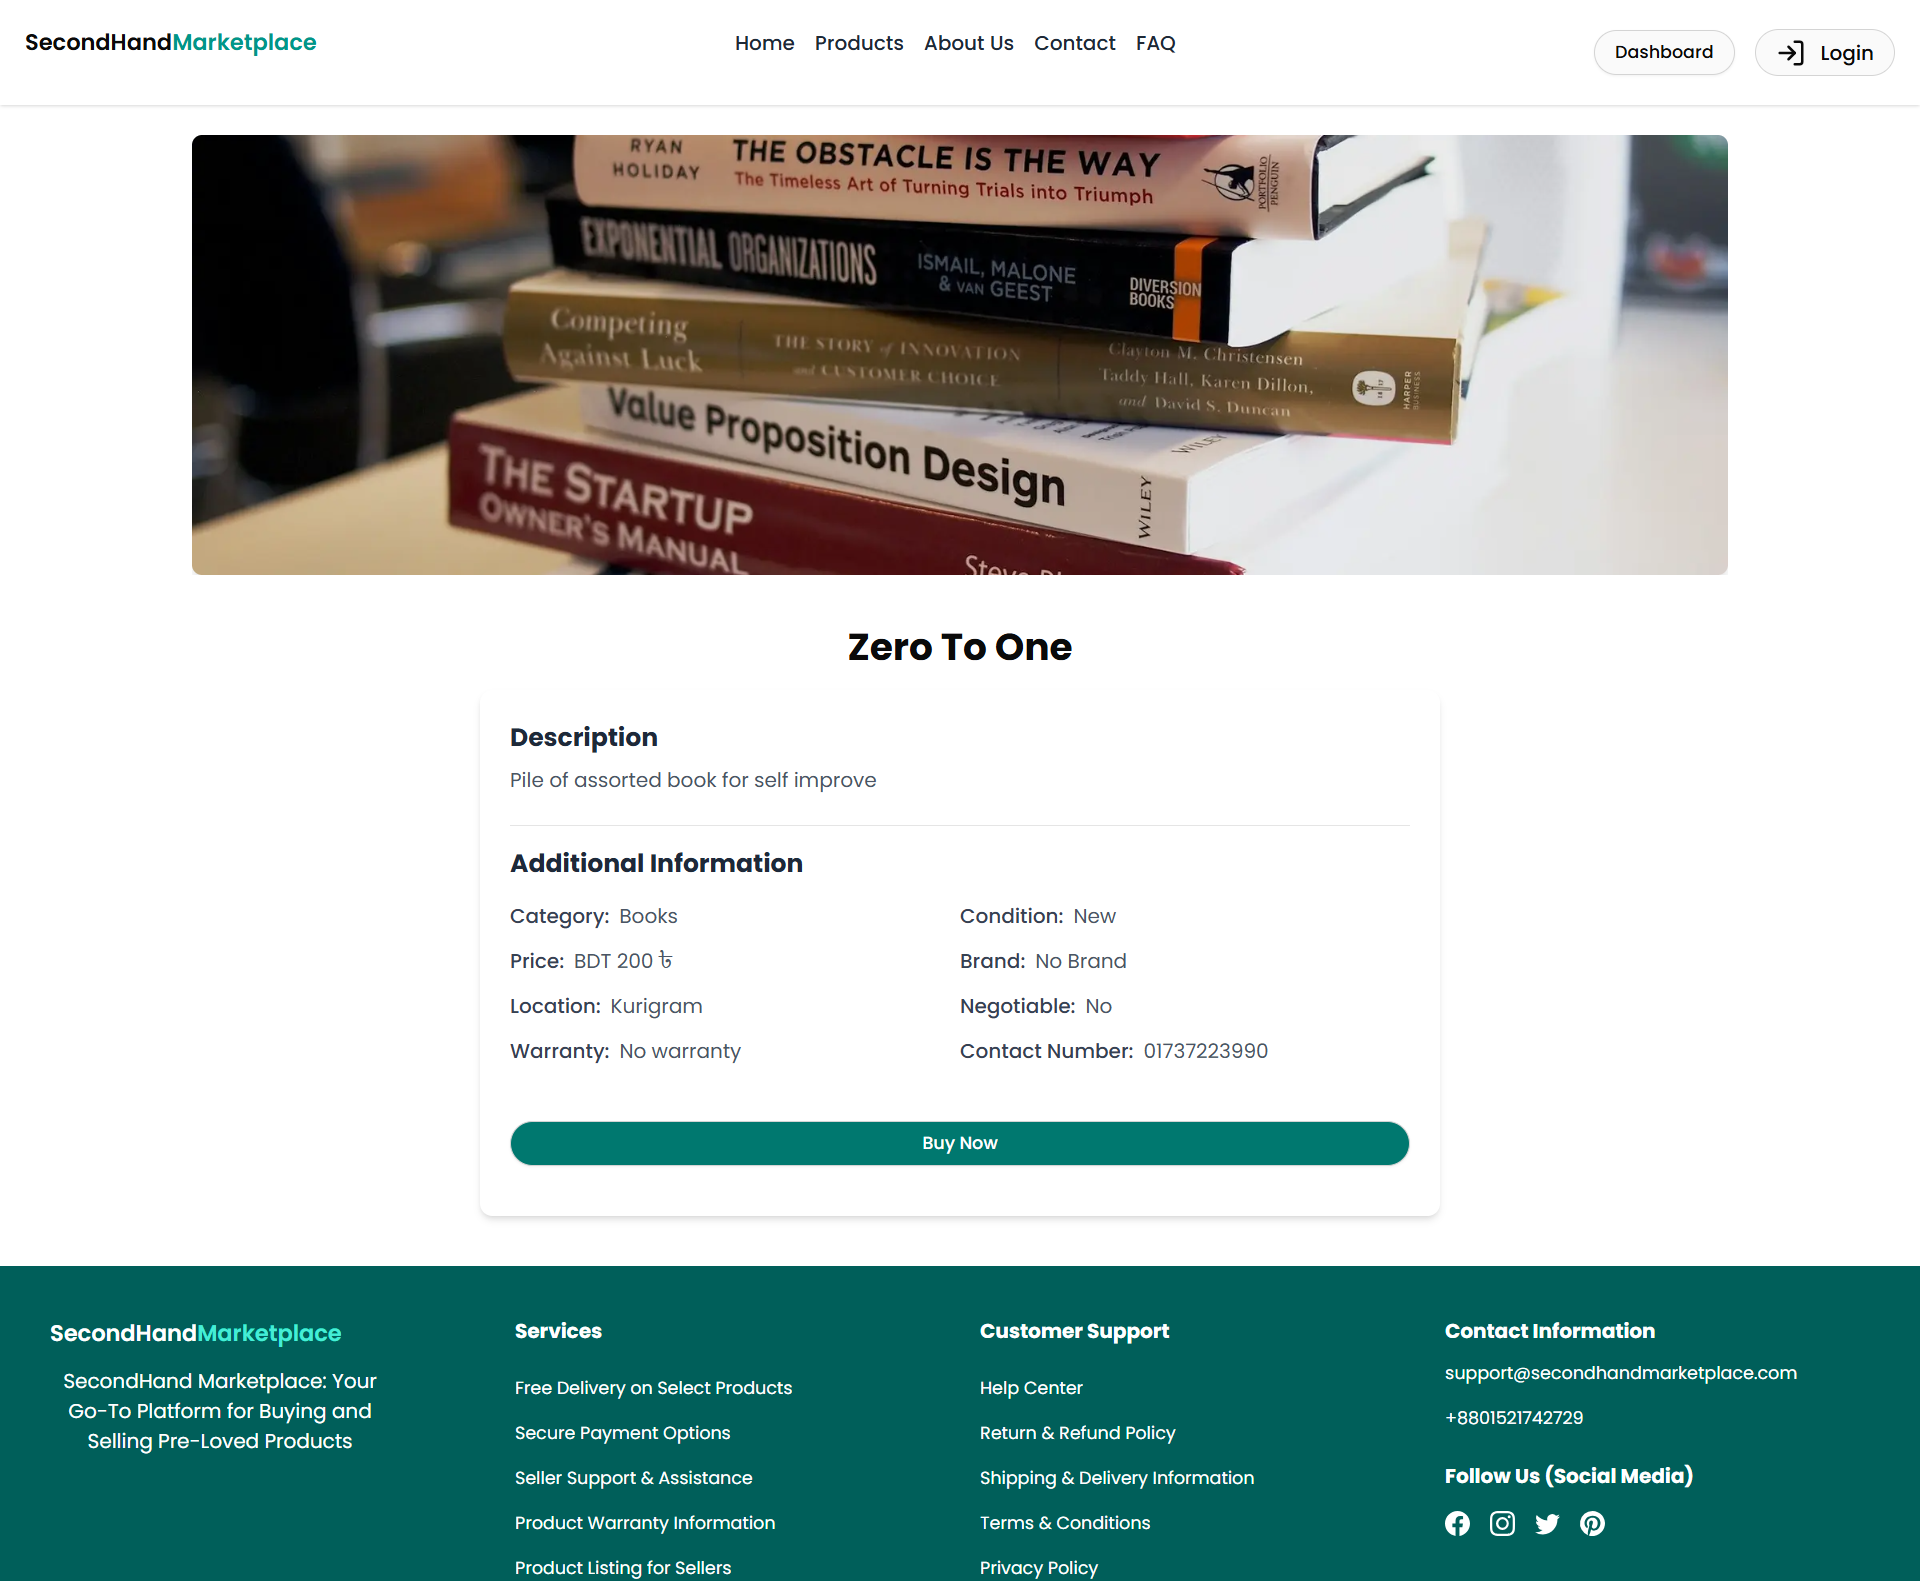 SecondHandMarketplace
Home Products About Us Contact FAQ
Dashboard
Login
RYAN HOLIDAY
THE OBSTACLE IS THE WAY
The Timeless Art of Turning Trials into Triumph
PORTFOLIO PENGUIN
EXPONENTIAL ORGANIZATIONS
ISMAIL, MALONE
& VAN GEEST
DIVERSION
BOOKS
Competing
Against Luck
THE STORY of INNOVATION
and CUSTOMER CHOICE
Clayton M. Christensen
Taddy Hall, Karen Dillon,
and David S. Duncan
HARPER
BUSINESS
Value Proposition Design
WILEY
WILEY
THE STARTUP
OWNER'S MANUAL
Zero To One
Description
Pile of assorted book for self improve
Additional Information
Category: Books
Condition: New
Price: BDT 200 ৳
Brand: No Brand
Location: Kurigram
Negotiable: No
Warranty: No warranty
Contact Number: 01737223990
Buy Now
SecondHandMarketplace
SecondHand Marketplace: Your
Go-To Platform for Buying and
Selling Pre-Loved Products
Services
Free Delivery on Select Products
Secure Payment Options
Seller Support & Assistance
Product Warranty Information
Product Listing for Sellers
Customer Support
Help Center
Return & Refund Policy
Shipping & Delivery Information
Terms & Conditions
Privacy Policy
Contact Information
support@secondhandmarketplace.com
+8801521742729
Follow Us (Social Media)